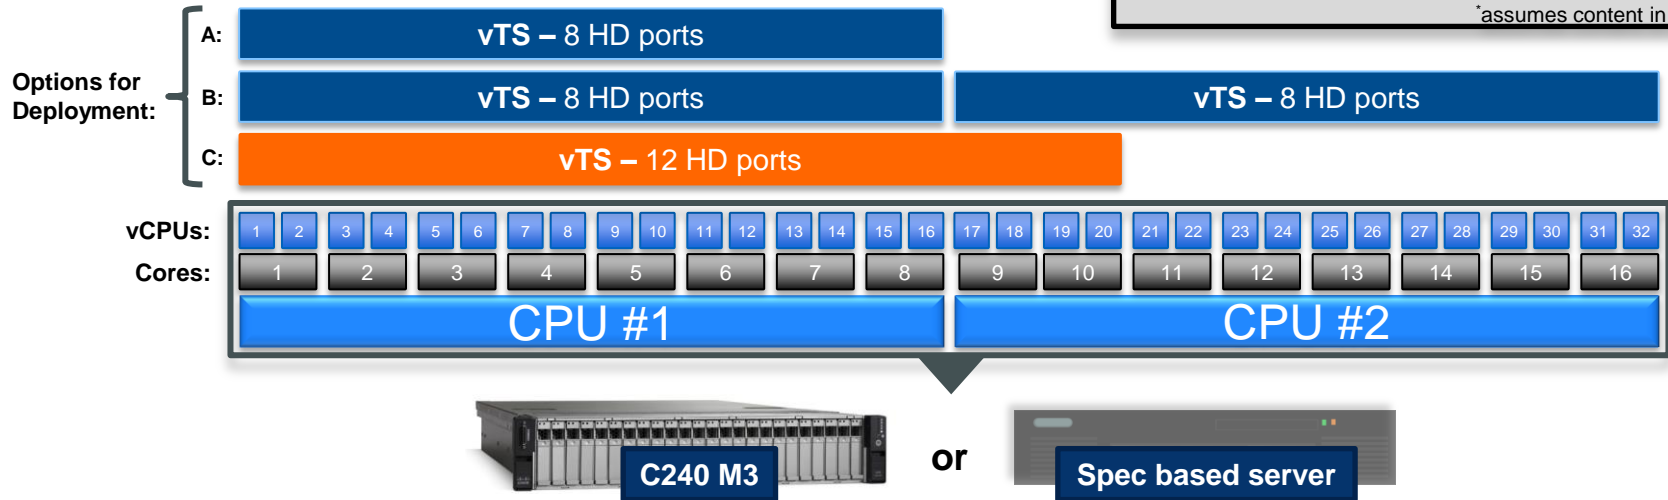 *assumes content in
A: vTS – 8 HD ports
Options for
Deployment:
B: vTS – 8 HD ports vTS – 8 HD ports
C: vTS – 12 HD ports
vCPUs: 1 2 3 4 5 6 7 8 9 10 11 12 13 14 15 16 17 18 19 20 21 22 23 24 25 26 27 28 29 30 31 32
Cores: 1 2 3 4 5 6 7 8 9 10 11 12 13 14 15 16
CPU #1 CPU #2
C240 M3 or Spec based server